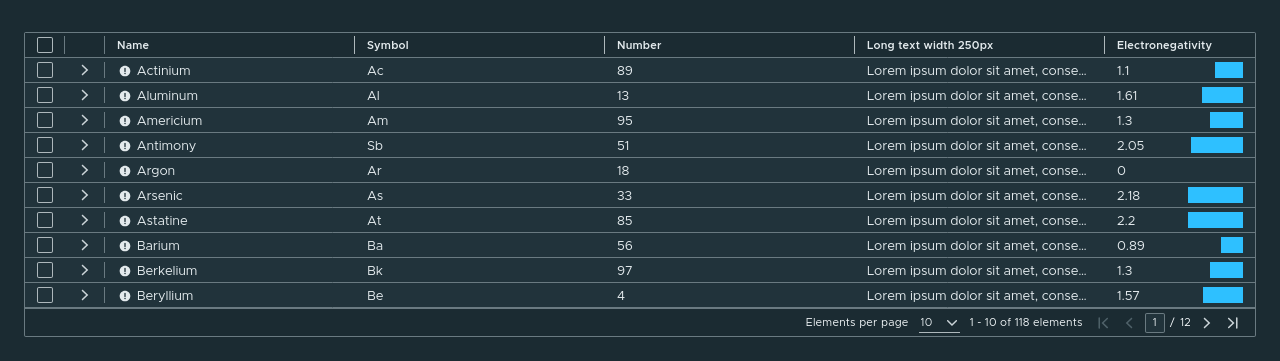 Name Symbol Number Long text width 250px Electronegativity
Actinium Ac 89 Lorem ipsum dolor sit amet, conse... 1.1
Aluminum Al 13 Lorem ipsum dolor sit amet, conse... 1.61
Americium Am 95 Lorem ipsum dolor sit amet, conse... 1.3
Antimony Sb 51 Lorem ipsum dolor sit amet, conse... 2.05
Argon Ar 18 Lorem ipsum dolor sit amet, conse... 0
Arsenic As 33 Lorem ipsum dolor sit amet, conse... 2.18
Astatine At 85 Lorem ipsum dolor sit amet, conse... 2.2
Barium Ba 56 Lorem ipsum dolor sit amet, conse... 0.89
Berkelium Bk 97 Lorem ipsum dolor sit amet, conse... 1.3
Beryllium Be 4 Lorem ipsum dolor sit amet, conse... 1.57
Elements per page 10 1 - 10 of 118 elements 1 / 12